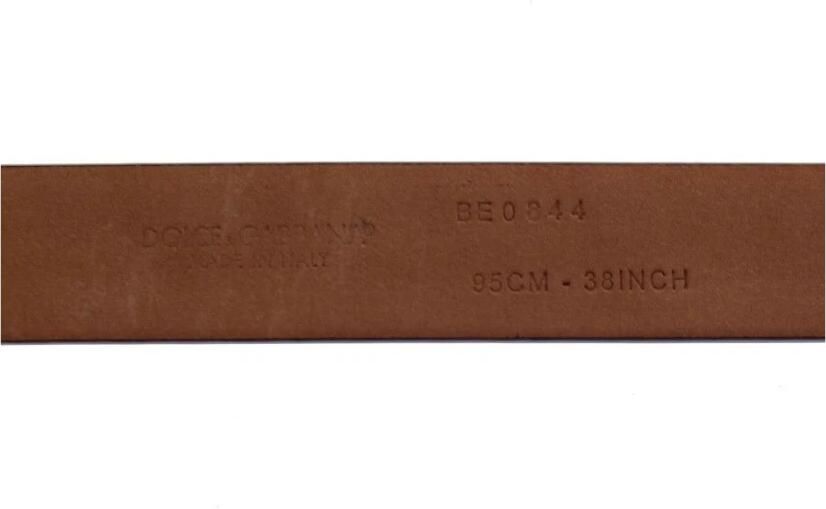 DOLCE & GABBANA
MADE IN ITALY
BE0844
95CM - 38INCH